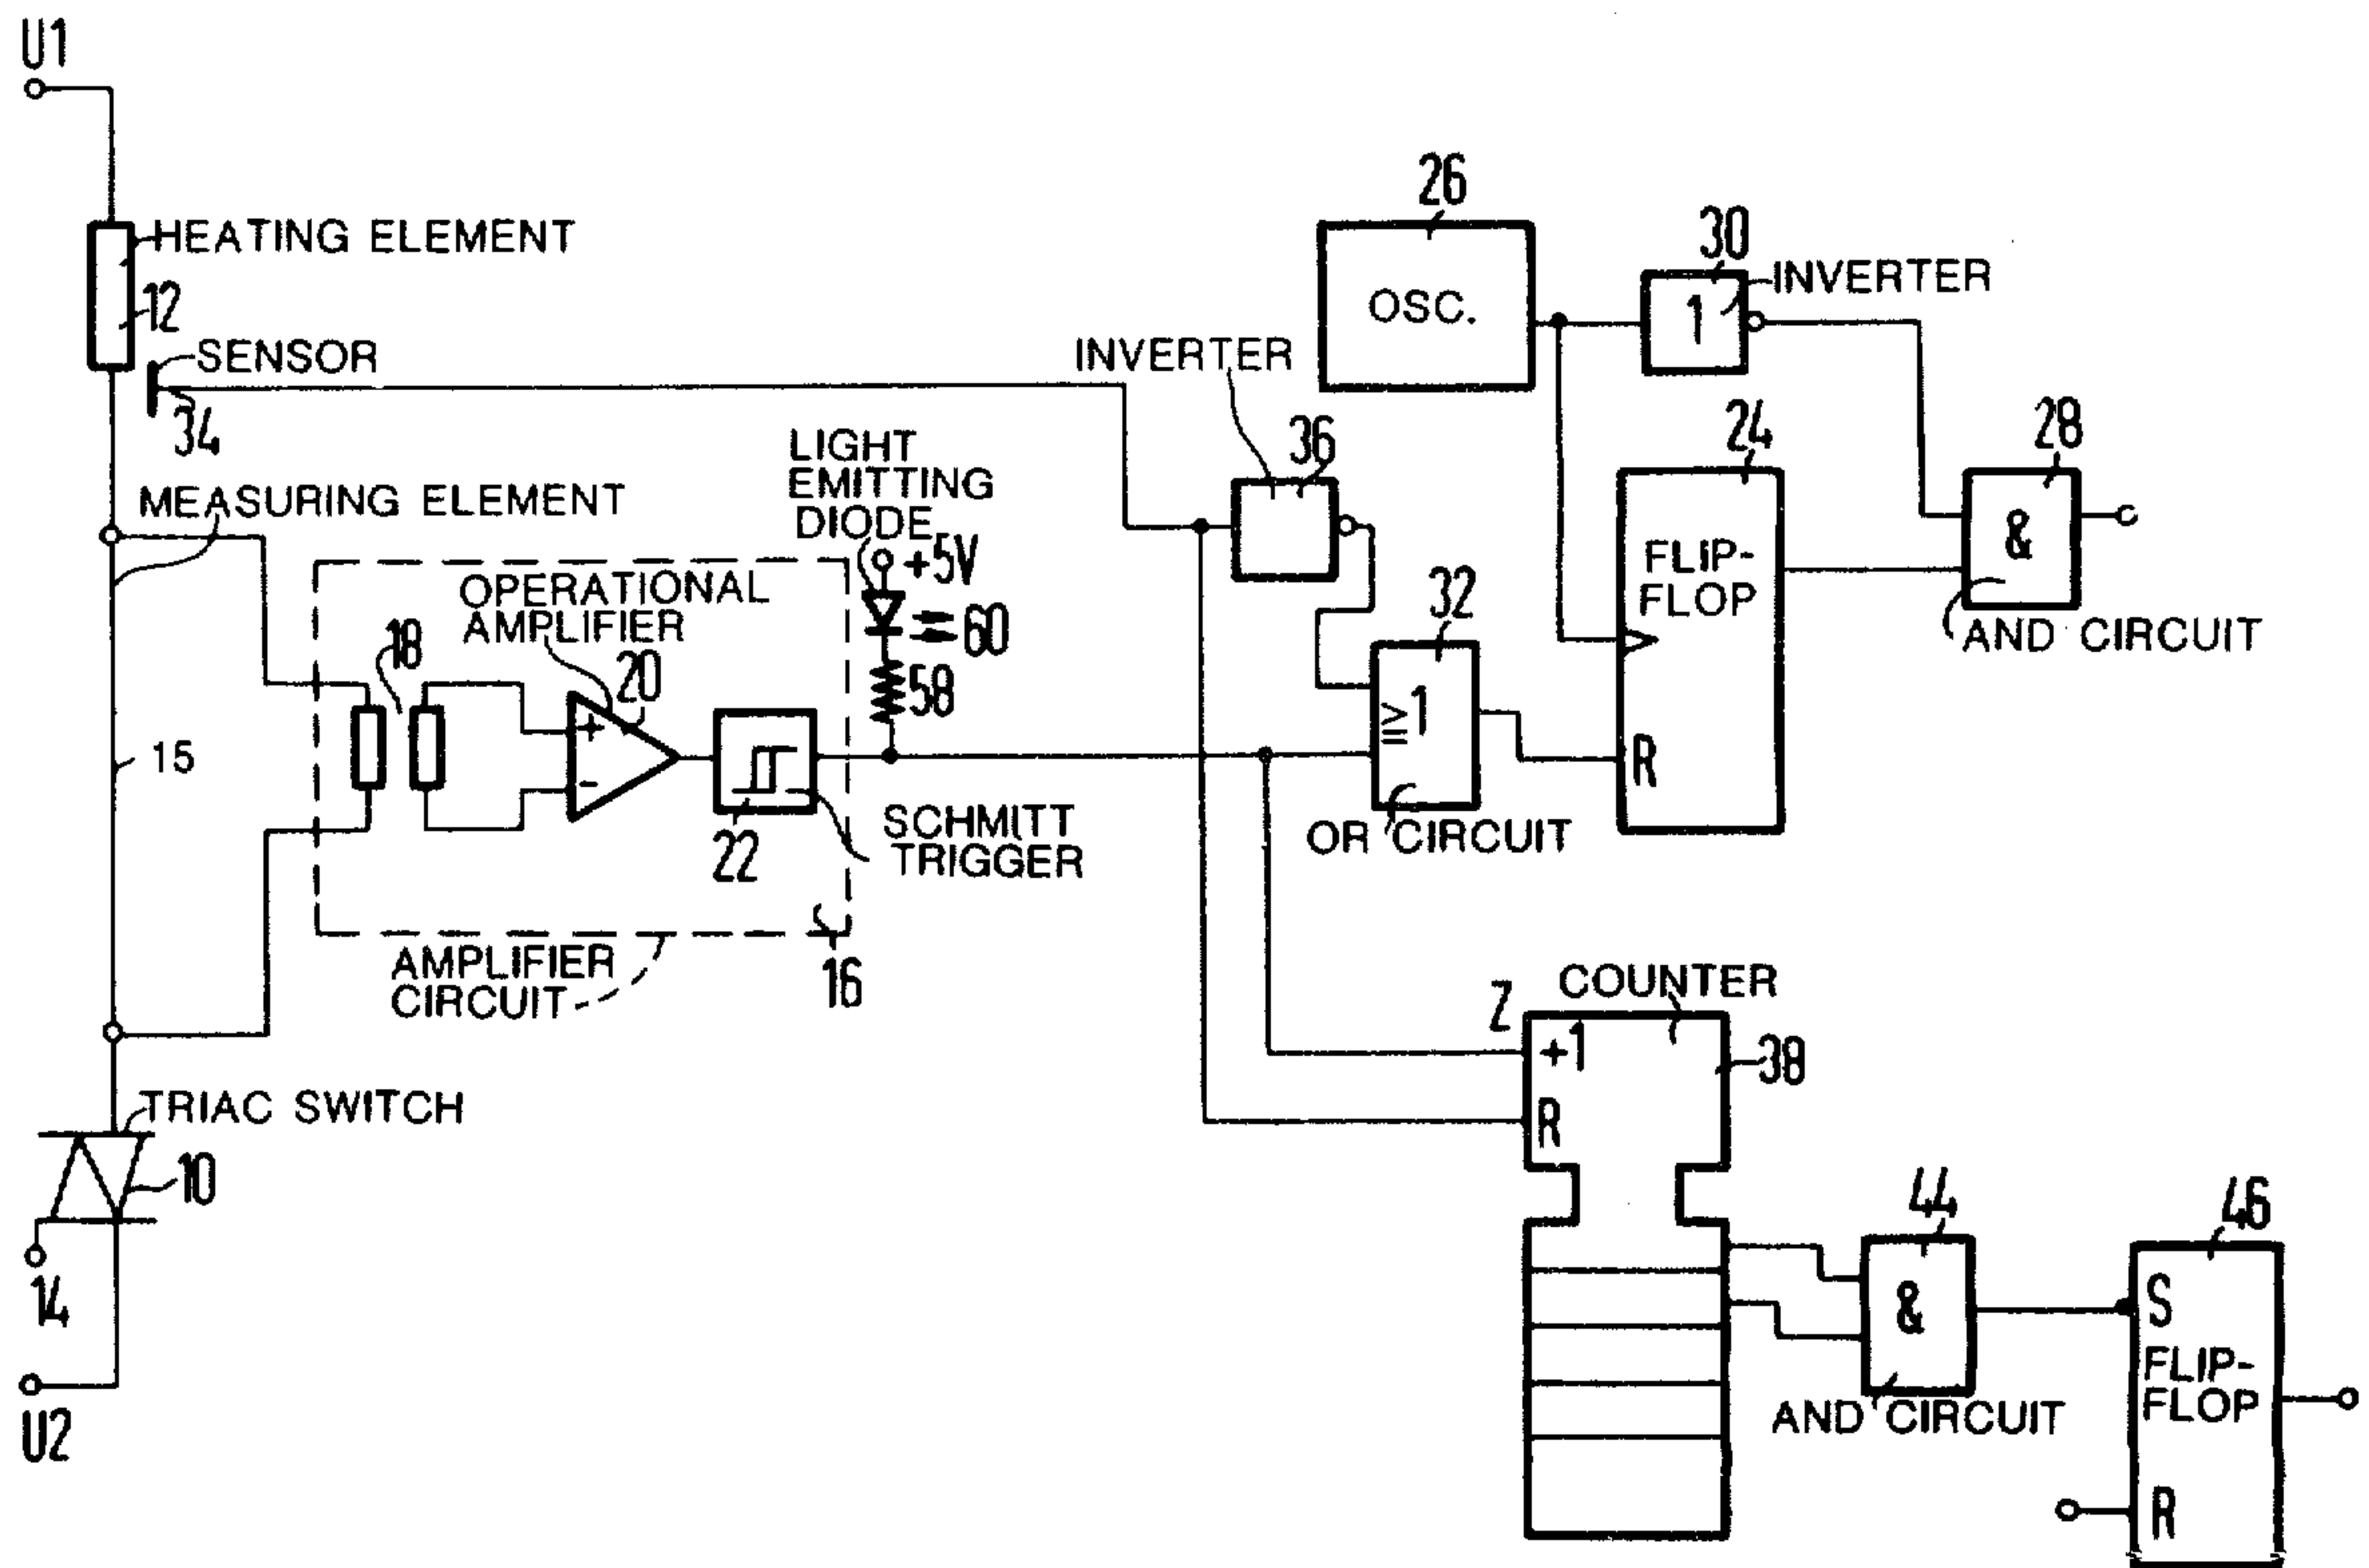 U1
HEATING ELEMENT
12
SENSOR
34
MEASURING ELEMENT
15
LIGHT
EMITTING
DIODE
+5V
60
58
OPERATIONAL
AMPLIFIER
18
20
+
-
22
SCHMITT
TRIGGER
AMPLIFIER
CIRCUIT
16
TRIAC SWITCH
10
14
U2
26
OSC.
30
1
INVERTER
INVERTER
36
24
FLIP-
FLOP
R
28
&
AND CIRCUIT
32
≥1
OR CIRCUIT
Z
COUNTER
+1
R
38
44
&
AND CIRCUIT
46
S
FLIP-
FLOP
R